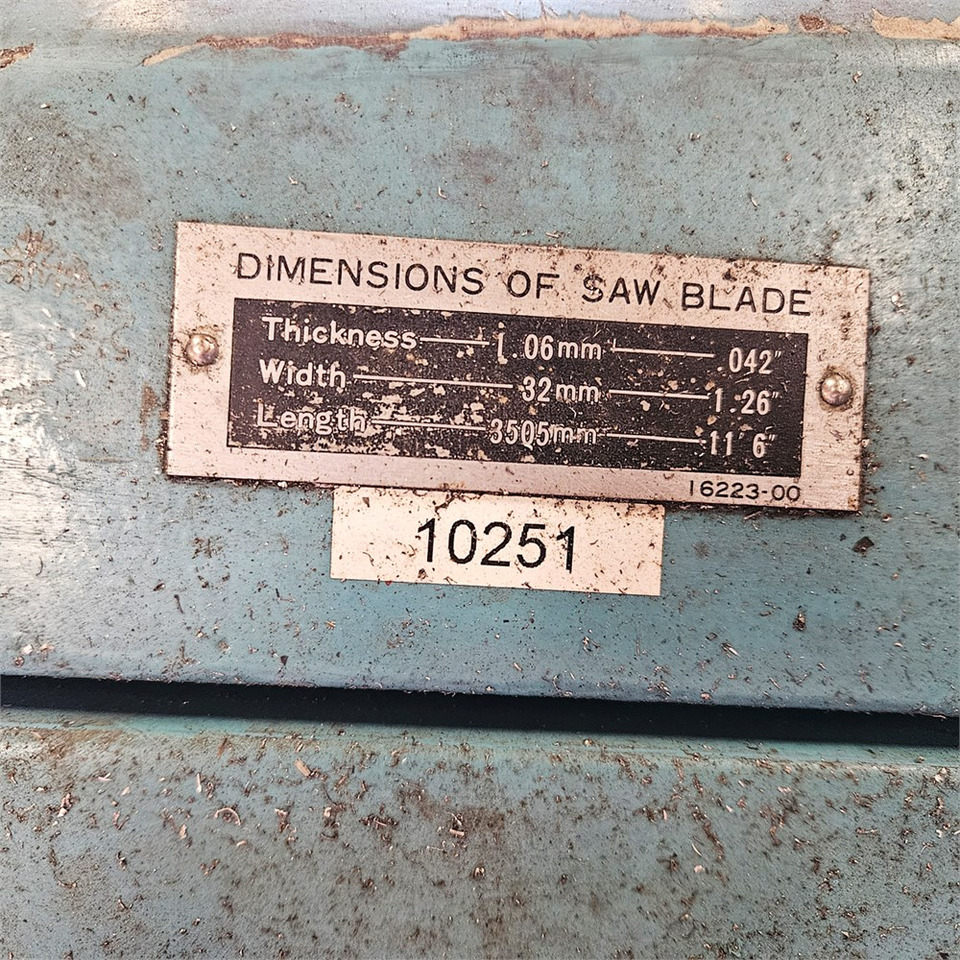 DIMENSIONS OF SAW BLADE
Thickness 1.06mm .042"
Width 32mm 1.26"
Length 3505mm 11' 6"
16223-00
10251